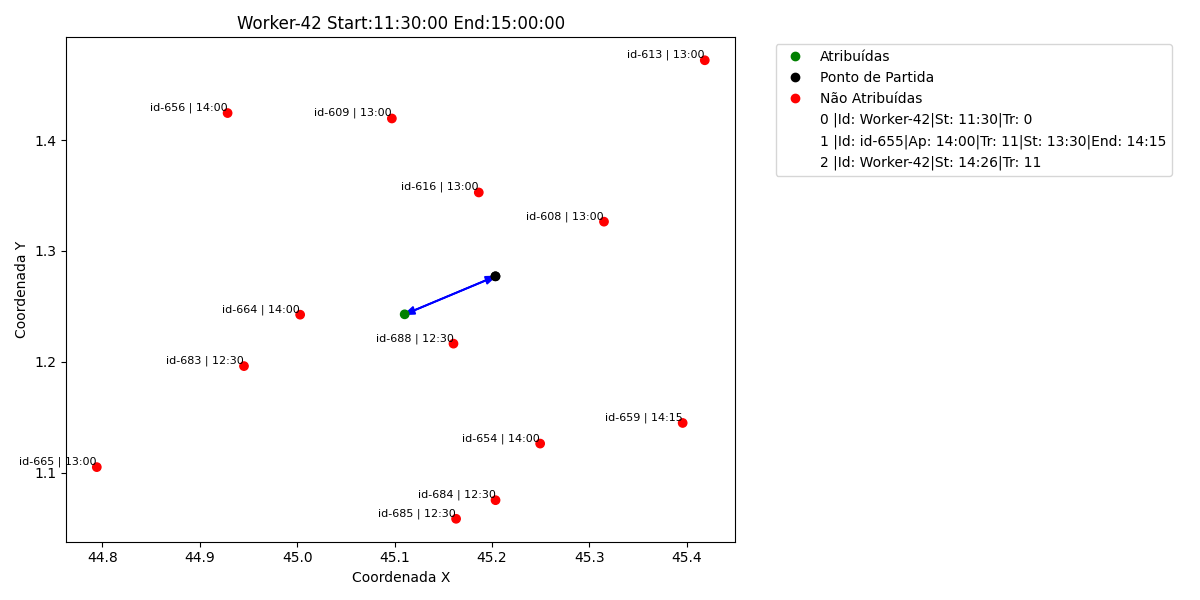 Worker-42 Start:11:30:00 End:15:00:00
id-613 | 13:00
id-656 | 14:00
id-609 | 13:00
id-616 | 13:00
id-608 | 13:00
id-664 | 14:00
id-688 | 12:30
id-683 | 12:30
id-659 | 14:15
id-654 | 14:00
id-665 | 13:00
id-684 | 12:30
id-685 | 12:30
1.4
1.3
1.2
1.1
Coordenada Y
44.8 44.9 45.0 45.1 45.2 45.3 45.4
Coordenada X
Atribuídas
Ponto de Partida
Não Atribuídas
0 |Id: Worker-42|St: 11:30|Tr: 0
1 |Id: id-655|Ap: 14:00|Tr: 11|St: 13:30|End: 14:15
2 |Id: Worker-42|St: 14:26|Tr: 11